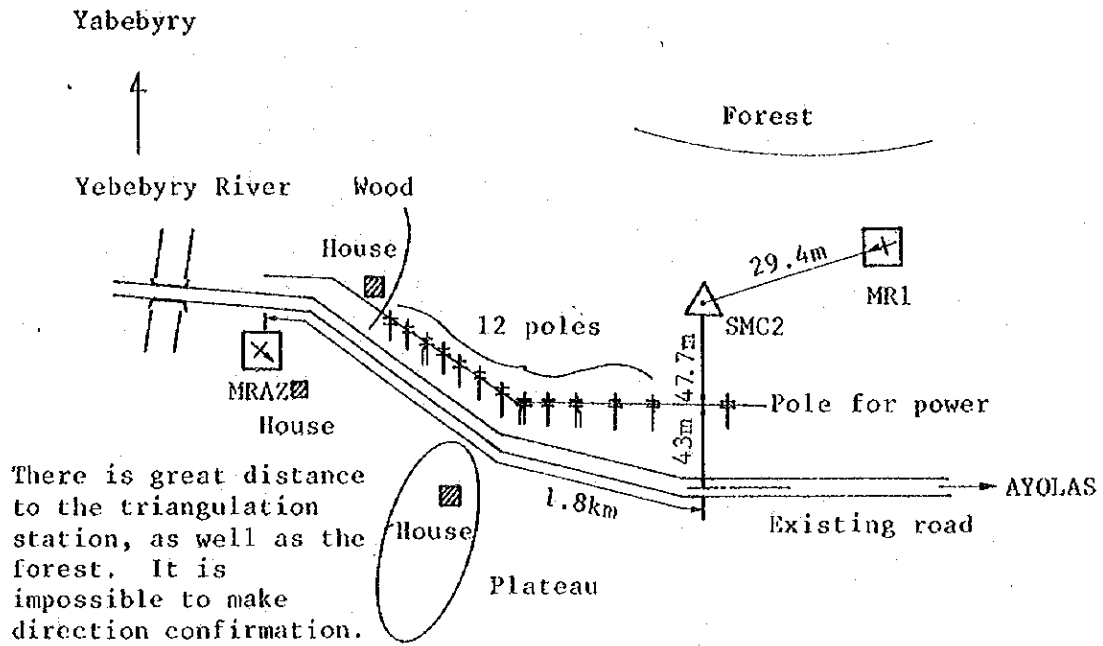 Yabebyry
Forest
Yebebyry River
Wood
House
29.4m
MR1
SMC2
12 poles
47.7m
MRAZ
House
Pole for power
43m
There is great distance
to the triangulation
station, as well as the
forest. It is
impossible to make
direction confirmation.
House
1.8km
AYOLAS
Existing road
Plateau